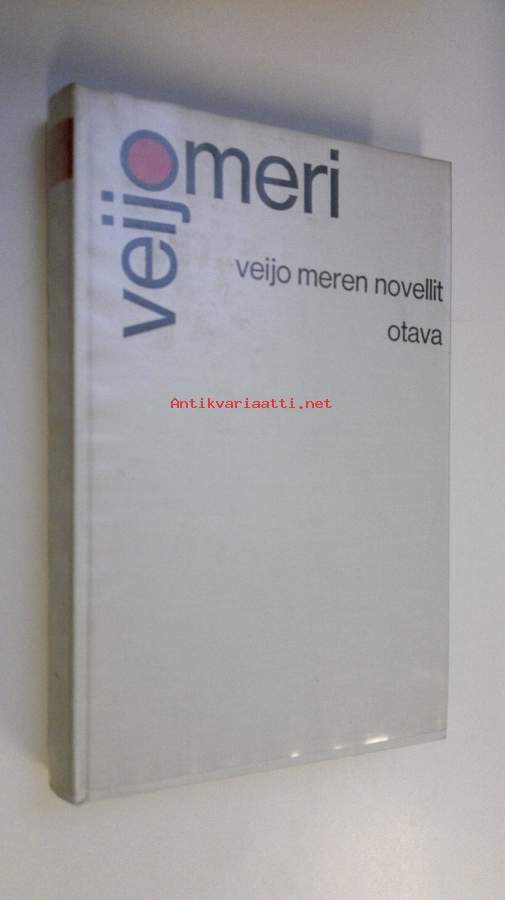 veijo
meri
veijo meren novellit
otava
Antikvariaatti.net